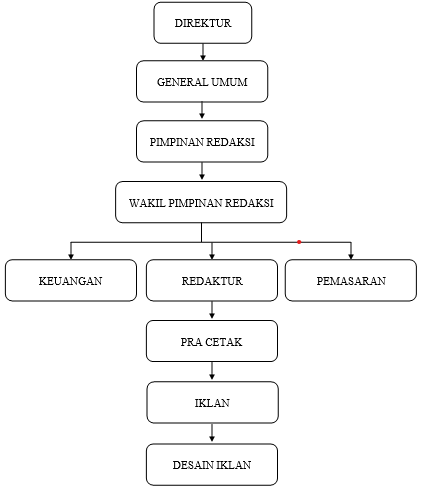 DIREKTUR
GENERAL UMUM
PIMPINAN REDAKSI
WAKIL PIMPINAN REDAKSI
KEUANGAN
REDAKTUR
PEMASARAN
PRA CETAK
IKLAN
DESAIN IKLAN